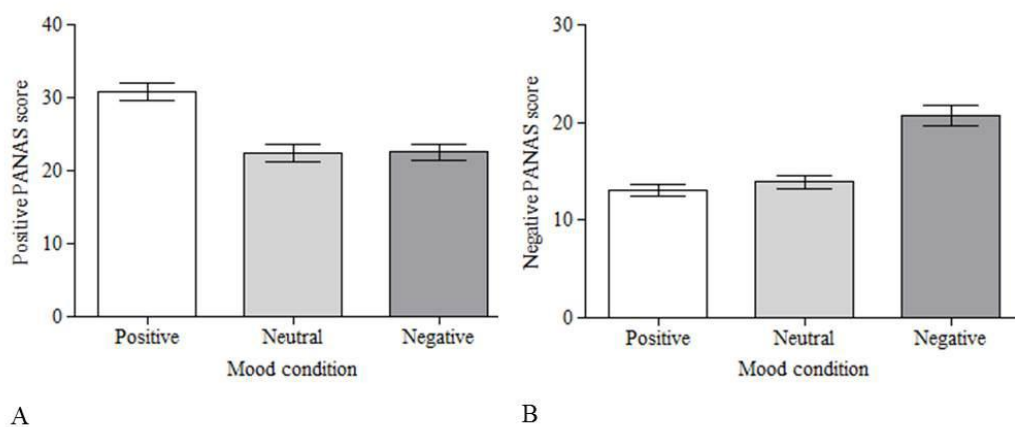 40
30
20
10
0
Positive PANAS score
Positive Neutral Negative
Mood condition
A
30
20
10
0
Negative PANAS score
Positive Neutral Negative
Mood condition
B